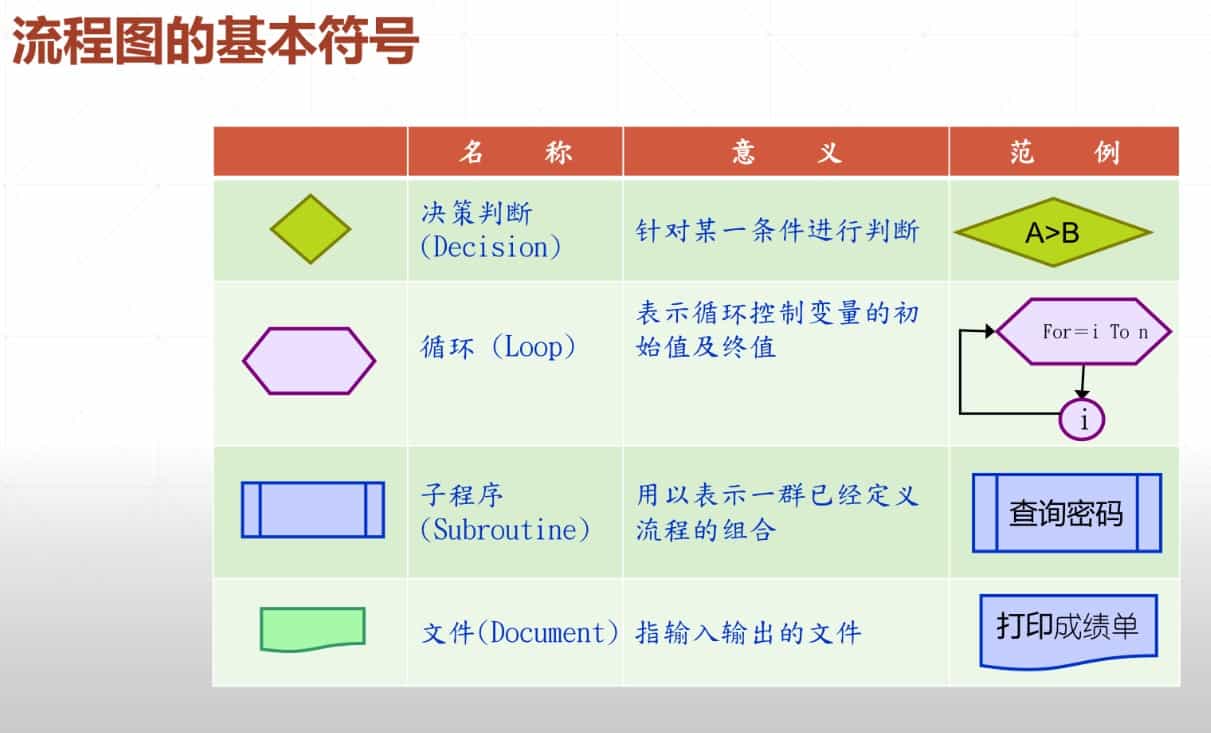 流程图的基本符号
名 称 意 义 范 例
决策判断
(Decision)
针对某一条件进行判断
A>B
循环 (Loop)
表示循环控制变量的初
始值及终值
For=i To n
i
子程序
(Subroutine)
用以表示一群已经定义
流程的组合
查询密码
文件(Document)
指输入输出的文件
打印成绩单